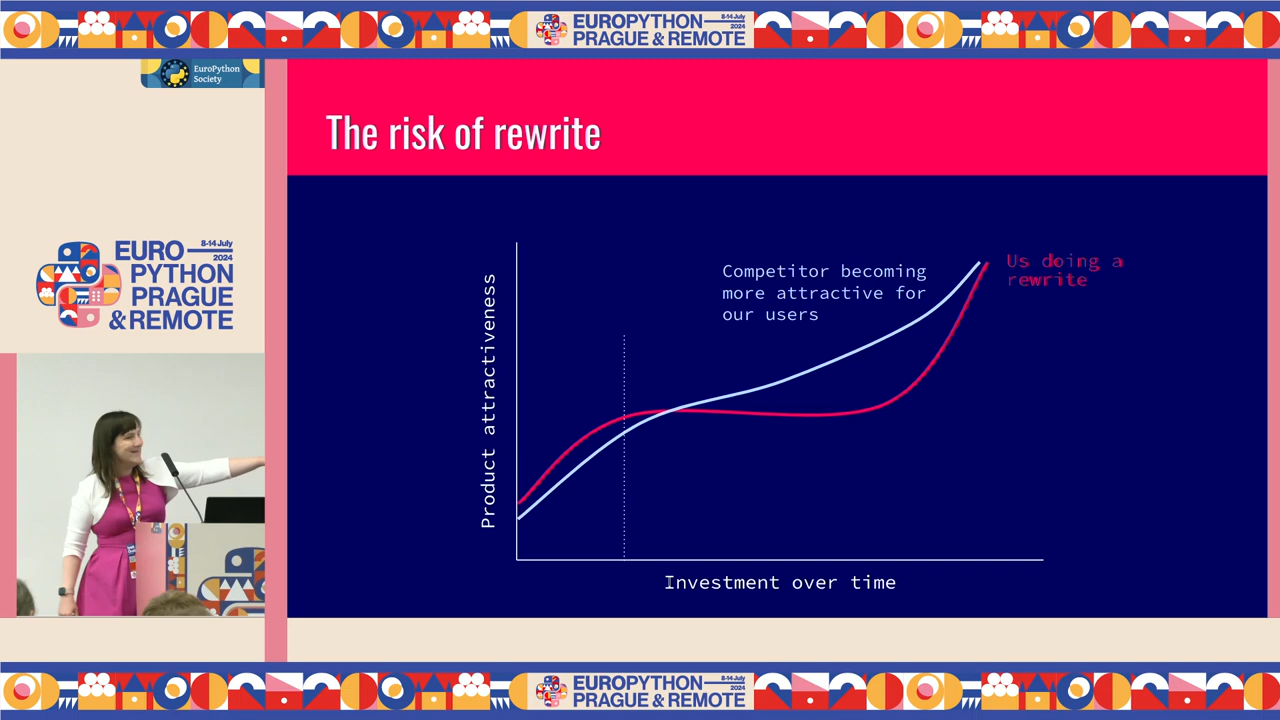 EUROPYTHON
8-14 July
2024
PRAGUE & REMOTE
EuroPython
Society
The risk of rewrite
EURO
8-14 July
2024
PYTHON
PRAGUE
& REMOTE
Product attractiveness
Competitor becoming
more attractive for
our users
Us doing a
rewrite
Investment over time
EUROPYTHON
8-14 July
2024
PRAGUE & REMOTE